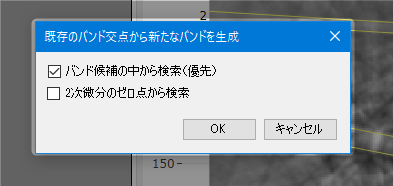 2
既存のバンド交点から新たなバンドを生成
バンド候補の中から検索(優先)
2次微分のゼロ点から検索
OK
キャンセル
150-